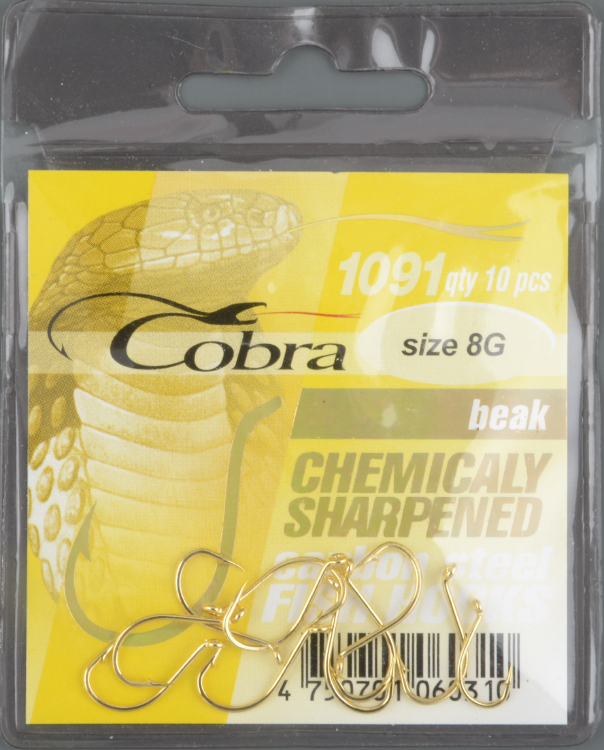 1091 qty 10 pcs
Cobra
size 8G
beak
CHEMICALY
SHARPENED
carbon steel
FISH HOOKS